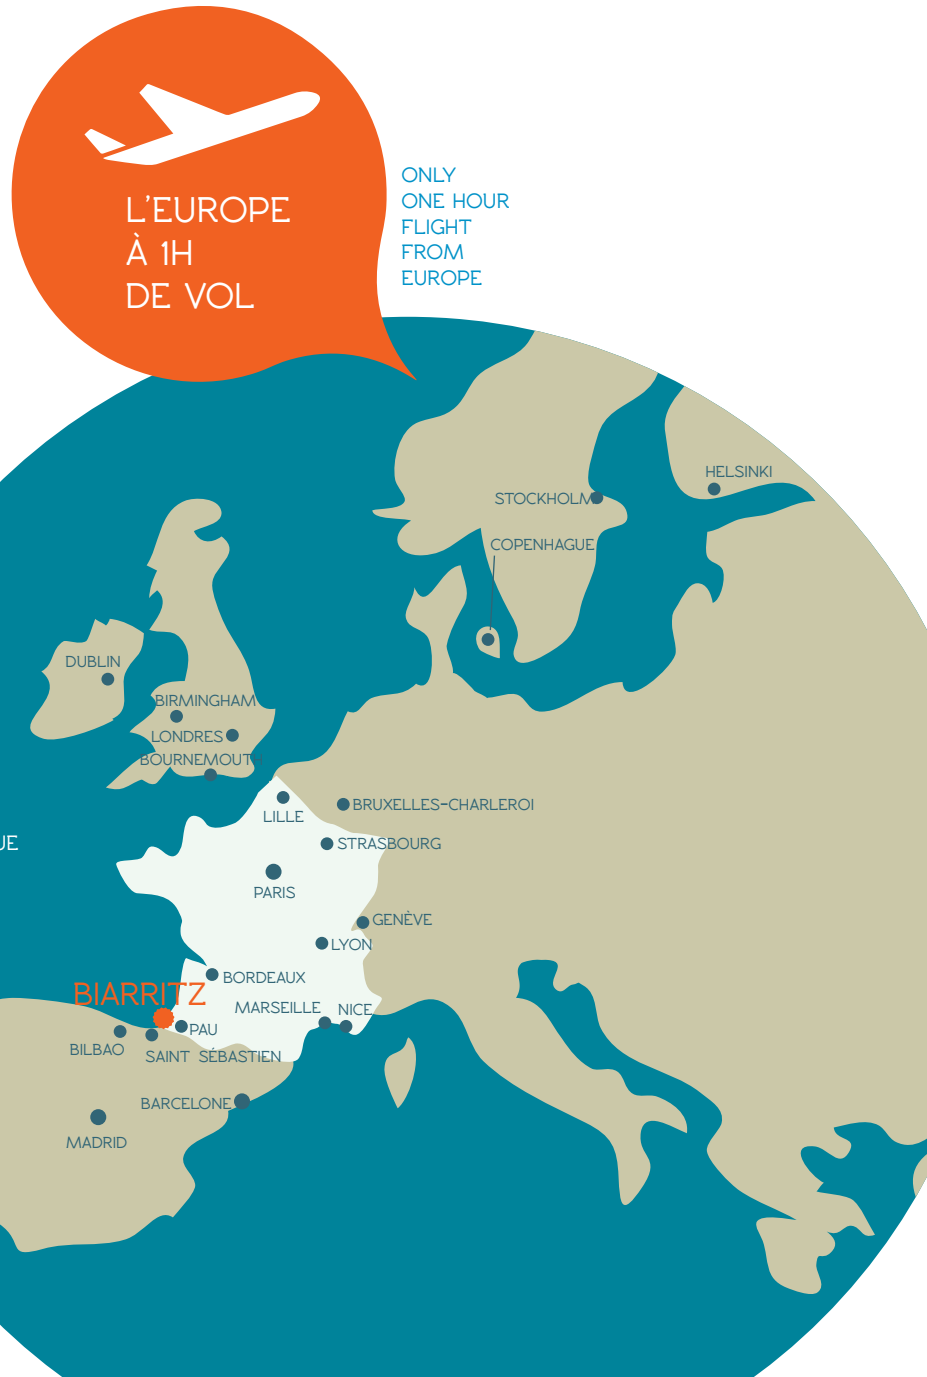 L'EUROPE
À 1H
DE VOL
ONLY
ONE HOUR
FLIGHT
FROM
EUROPE
HELSINKI
STOCKHOLM
COPENHAGUE
DUBLIN
BIRMINGHAM
LONDRES
BOURNEMOUTH
BRUXELLES-CHARLEROI
LILLE
STRASBOURG
UE
PARIS
GENÈVE
LYON
BORDEAUX
BIARRITZ
MARSEILLE
NICE
PAU
BILBAO
SAINT SÉBASTIEN
BARCELONE
MADRID